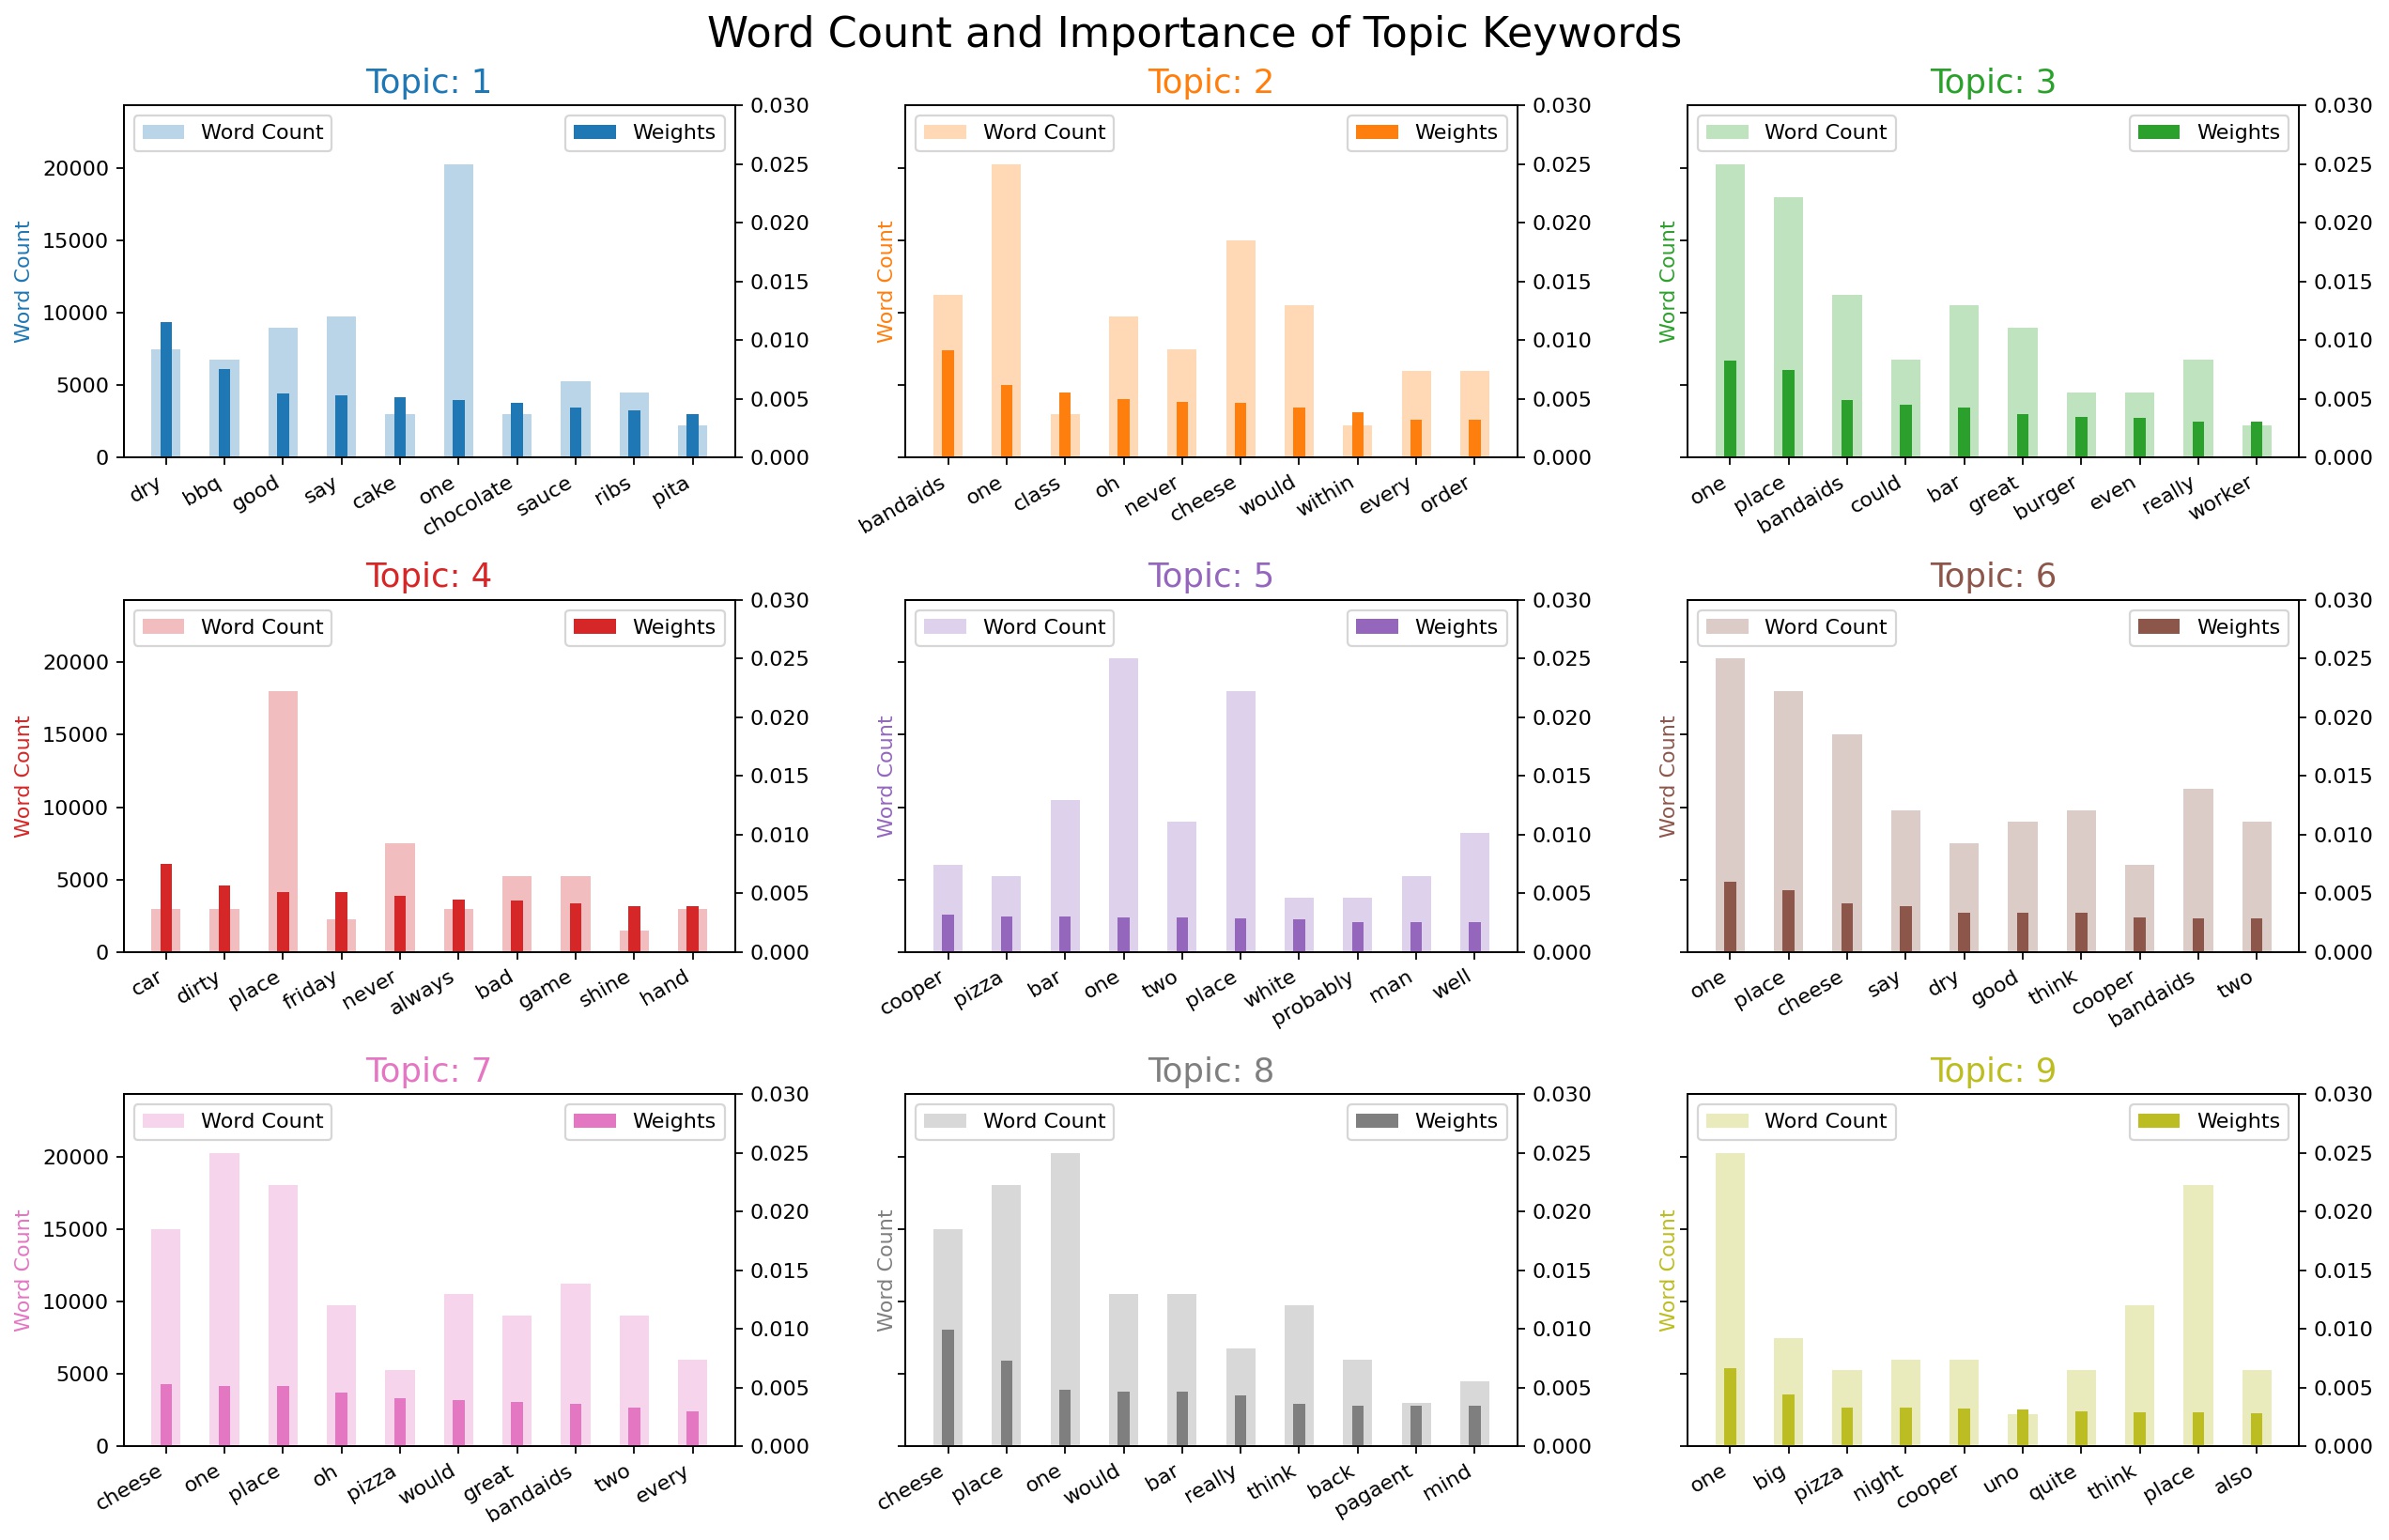 Word Count and Importance of Topic Keywords
Topic: 1
Word Count
Weights
Word Count
20000
15000
10000
5000
0
0.030
0.025
0.020
0.015
0.010
0.005
0.000
dry bbq good say cake one chocolate sauce ribs pita
Topic: 2
Word Count
Weights
Word Count
0.030
0.025
0.020
0.015
0.010
0.005
0.000
bandaids one class oh never cheese would within every order
Topic: 3
Word Count
Weights
Word Count
0.030
0.025
0.020
0.015
0.010
0.005
0.000
one place bandaids could bar great burger even really worker
Topic: 4
Word Count
Weights
Word Count
20000
15000
10000
5000
0
0.030
0.025
0.020
0.015
0.010
0.005
0.000
car dirty place friday never always bad game shine hand
Topic: 5
Word Count
Weights
Word Count
0.030
0.025
0.020
0.015
0.010
0.005
0.000
cooper pizza bar one two place white probably man well
Topic: 6
Word Count
Weights
Word Count
0.030
0.025
0.020
0.015
0.010
0.005
0.000
one place cheese say dry good think cooper bandaids two
Topic: 7
Word Count
Weights
Word Count
20000
15000
10000
5000
0
0.030
0.025
0.020
0.015
0.010
0.005
0.000
cheese one place oh pizza would great bandaids two every
Topic: 8
Word Count
Weights
Word Count
0.030
0.025
0.020
0.015
0.010
0.005
0.000
cheese place one would bar really think back pagaent mind
Topic: 9
Word Count
Weights
Word Count
0.030
0.025
0.020
0.015
0.010
0.005
0.000
one big pizza night cooper uno quite think place also